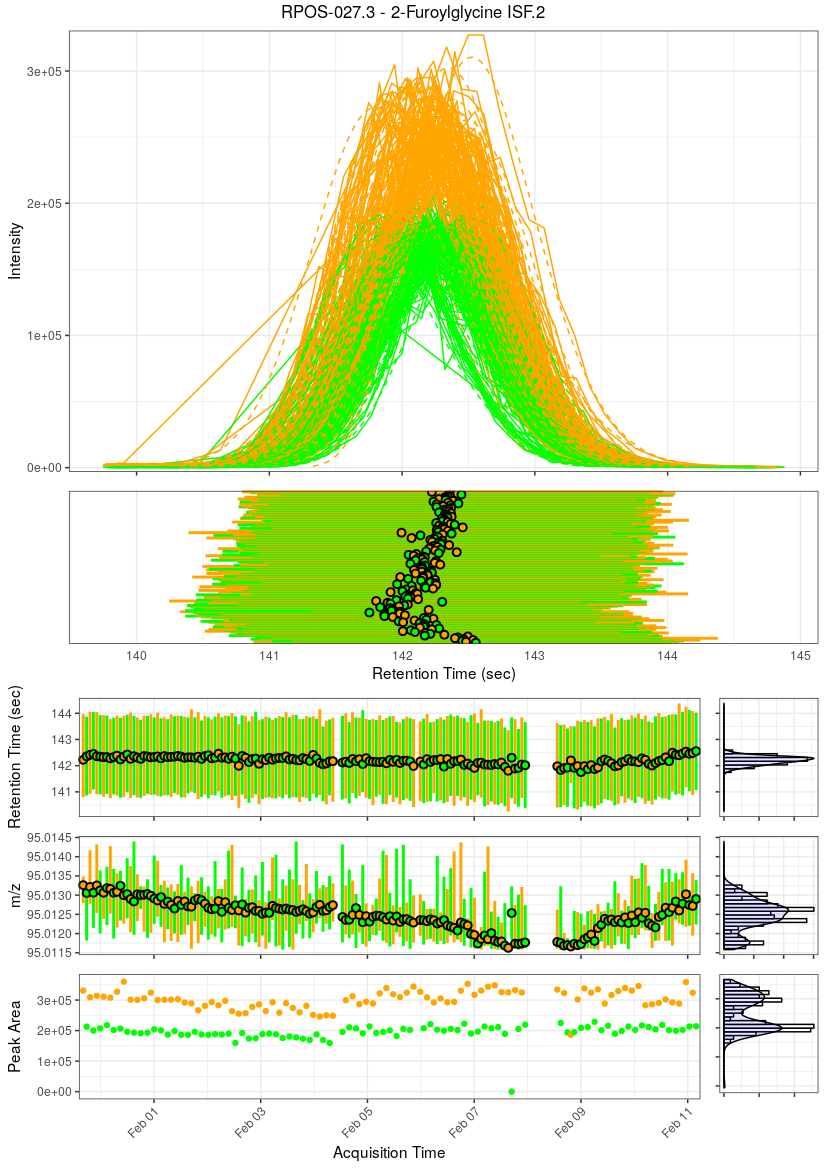 RPOS-027.3 - 2-Furoylglycine ISF.2
3e+05
2e+05
1e+05
0e+00
Intensity
140 141 142 143 144 145
Retention Time (sec)
144
143
142
141
Retention Time (sec)
95.0145
95.0140
95.0135
95.0130
95.0125
95.0120
95.0115
m/z
3e+05
2e+05
1e+05
0e+00
Peak Area
Feb 01 Feb 03 Feb 05 Feb 07 Feb 09 Feb 11
Acquisition Time